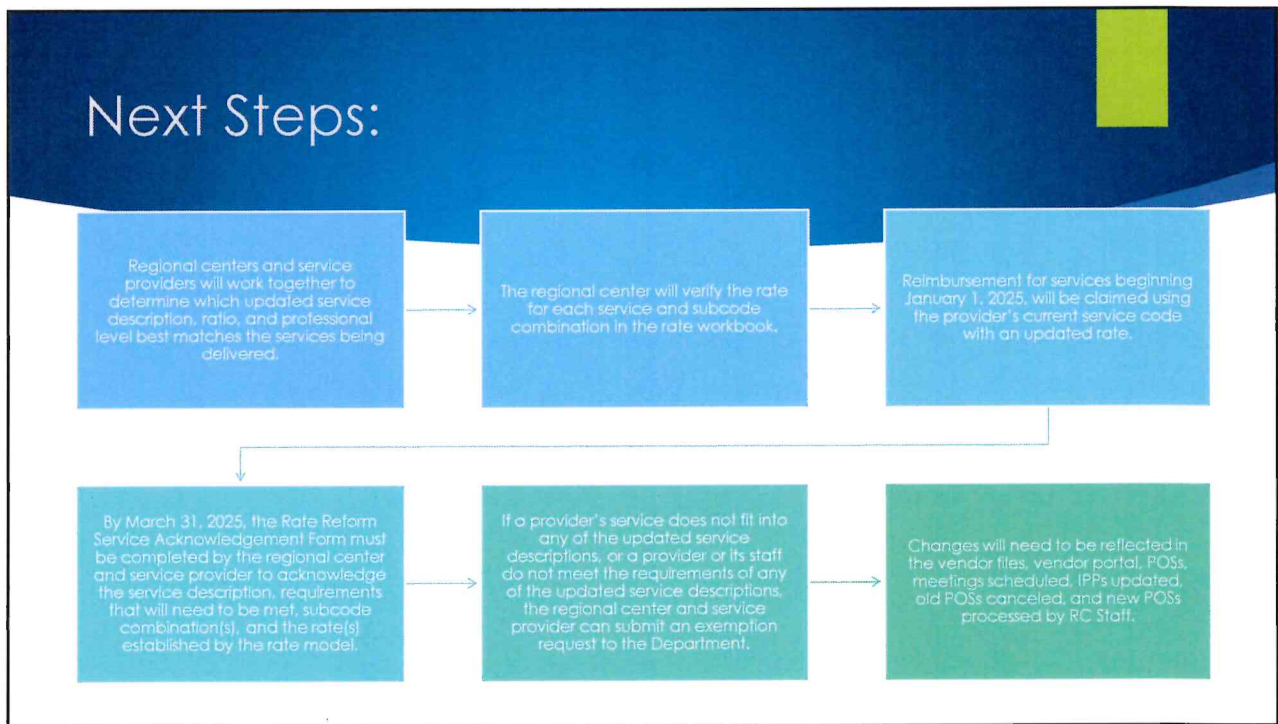 Next Steps:
Regional centers and service
providers will work together to
determine which updated service
description, ratio, and professional
level best matches the services being
delivered.
The regional center will verify the rate
for each service and subcode
combination in the rate workbook.
Reimbursement for services beginning
January 1, 2025, will be claimed using
the provider's current service code
with an updated rate.
By March 31, 2025, the Rate Reform
Service Acknowledgement Form must
be completed by the regional center
and service provider to acknowledge
the service description, requirements
that will need to be met, subcode
combination(s), and the rate(s)
established by the rate model.
If a provider's service does not fit into
any of the updated service
descriptions, or a provider or its staff
do not meet the requirements of any
of the updated service descriptions,
the regional center and service
provider can submit an exemption
request to the Department.
Changes will need to be reflected in
the vendor files, vendor portal, POSs,
meetings scheduled, IPPs updated,
old POSs canceled, and new POSs
processed by RC Staff.